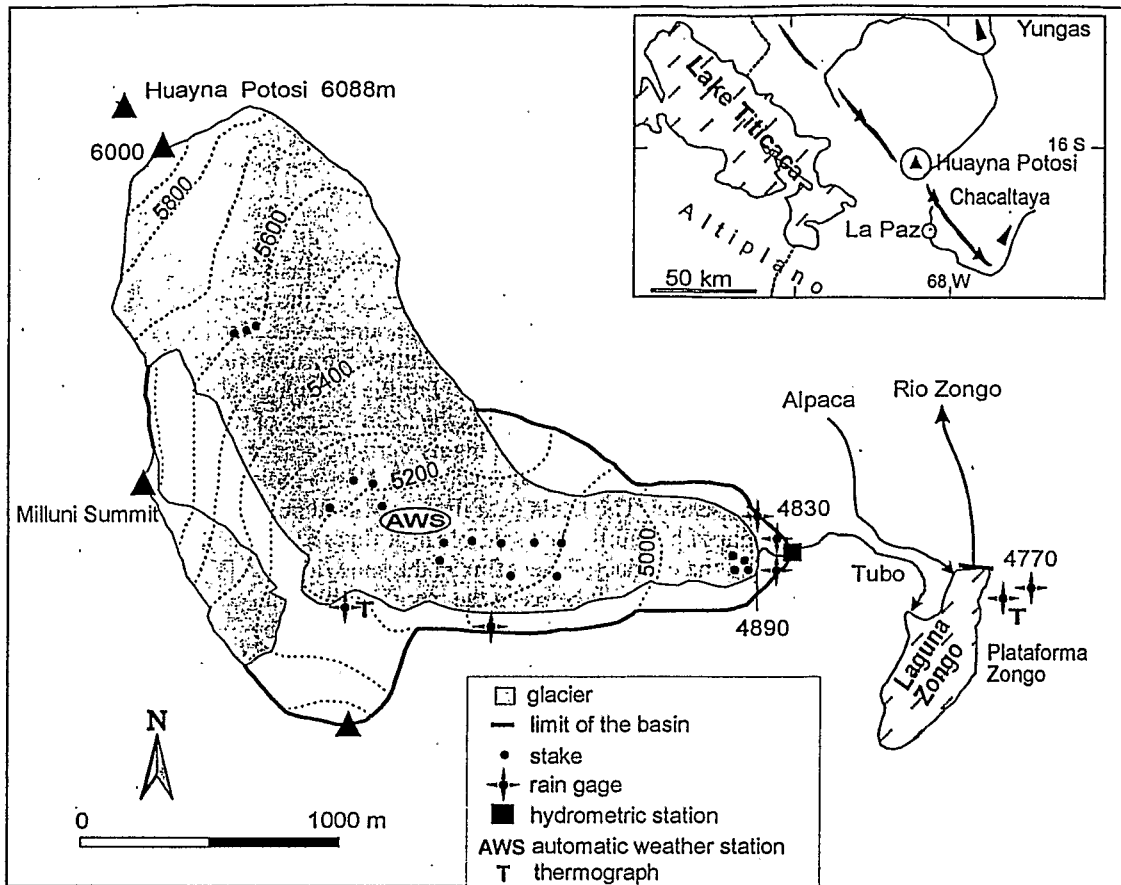 Huayna Potosi 6088m
6000
5800
5600
5400
5200
AWS
5000
Milluni Summit
T
4830
4890
Alpaca
Rio Zongo
Tubo
4770
T
Laguna
Zongo
Plataforma
Zongo
Yungas
Lake Titicaca
16 S
Huayna Potosi
Chacaltaya
La Paz
Altiplano
50 km
68 W
N
0 1000 m
glacier
limit of the basin
stake
rain gage
hydrometric station
AWS automatic weather station
T thermograph